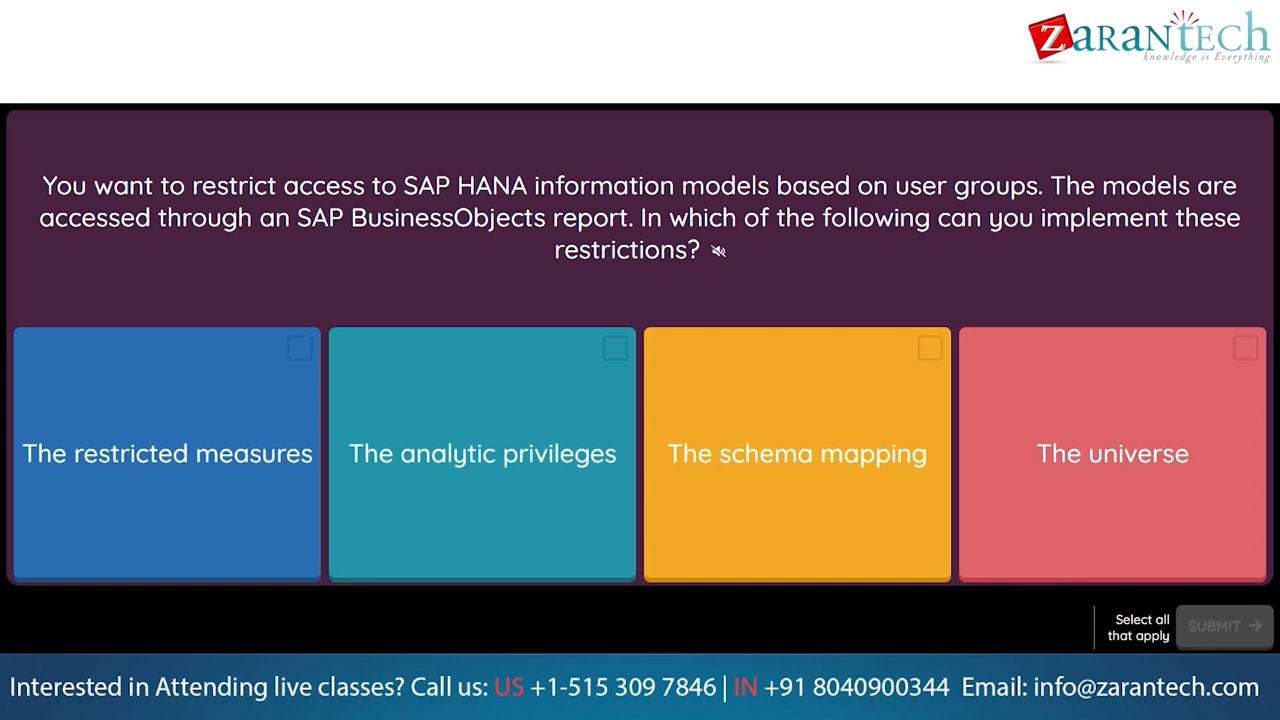 ZARANTECH
knowledge is Everything
You want to restrict access to SAP HANA information models based on user groups. The models are
accessed through an SAP BusinessObjects report. In which of the following can you implement these
restrictions?
The restricted measures
The analytic privileges
The schema mapping
The universe
Select all
that apply
SUBMIT →
Interested in Attending live classes? Call us: US +1-515 309 7846 | IN +91 8040900344 Email: info@zarantech.com